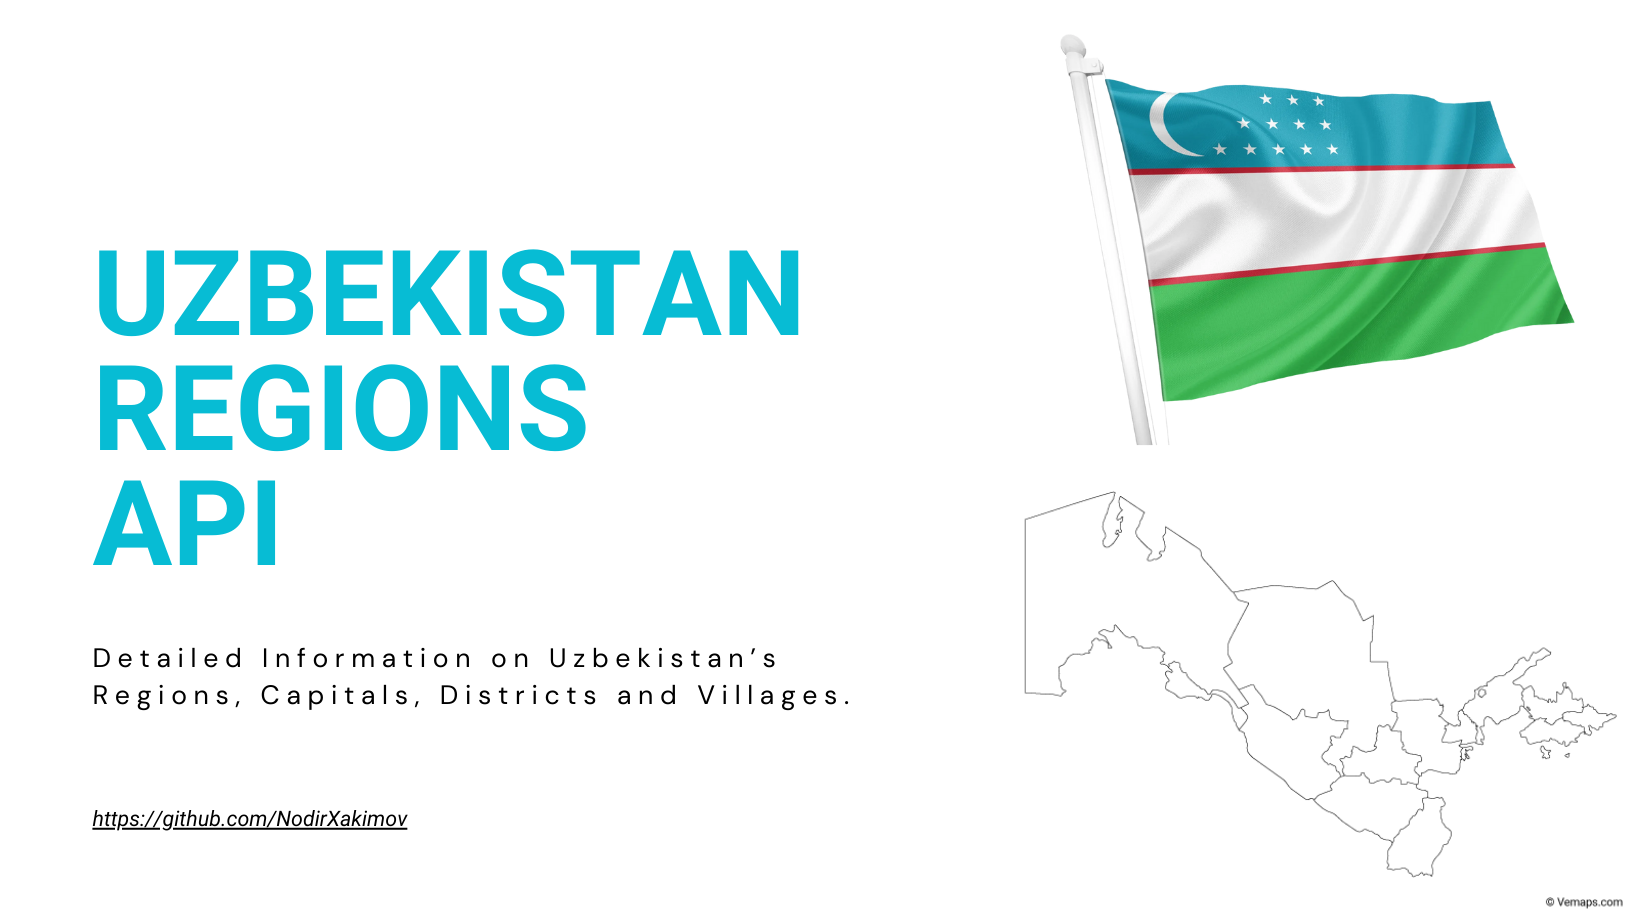 UZBEKISTAN
REGIONS
API
Detailed Information on Uzbekistan’s
Regions, Capitals, Districts and Villages.
https://github.com/NodirXakimov
© Vemaps.com